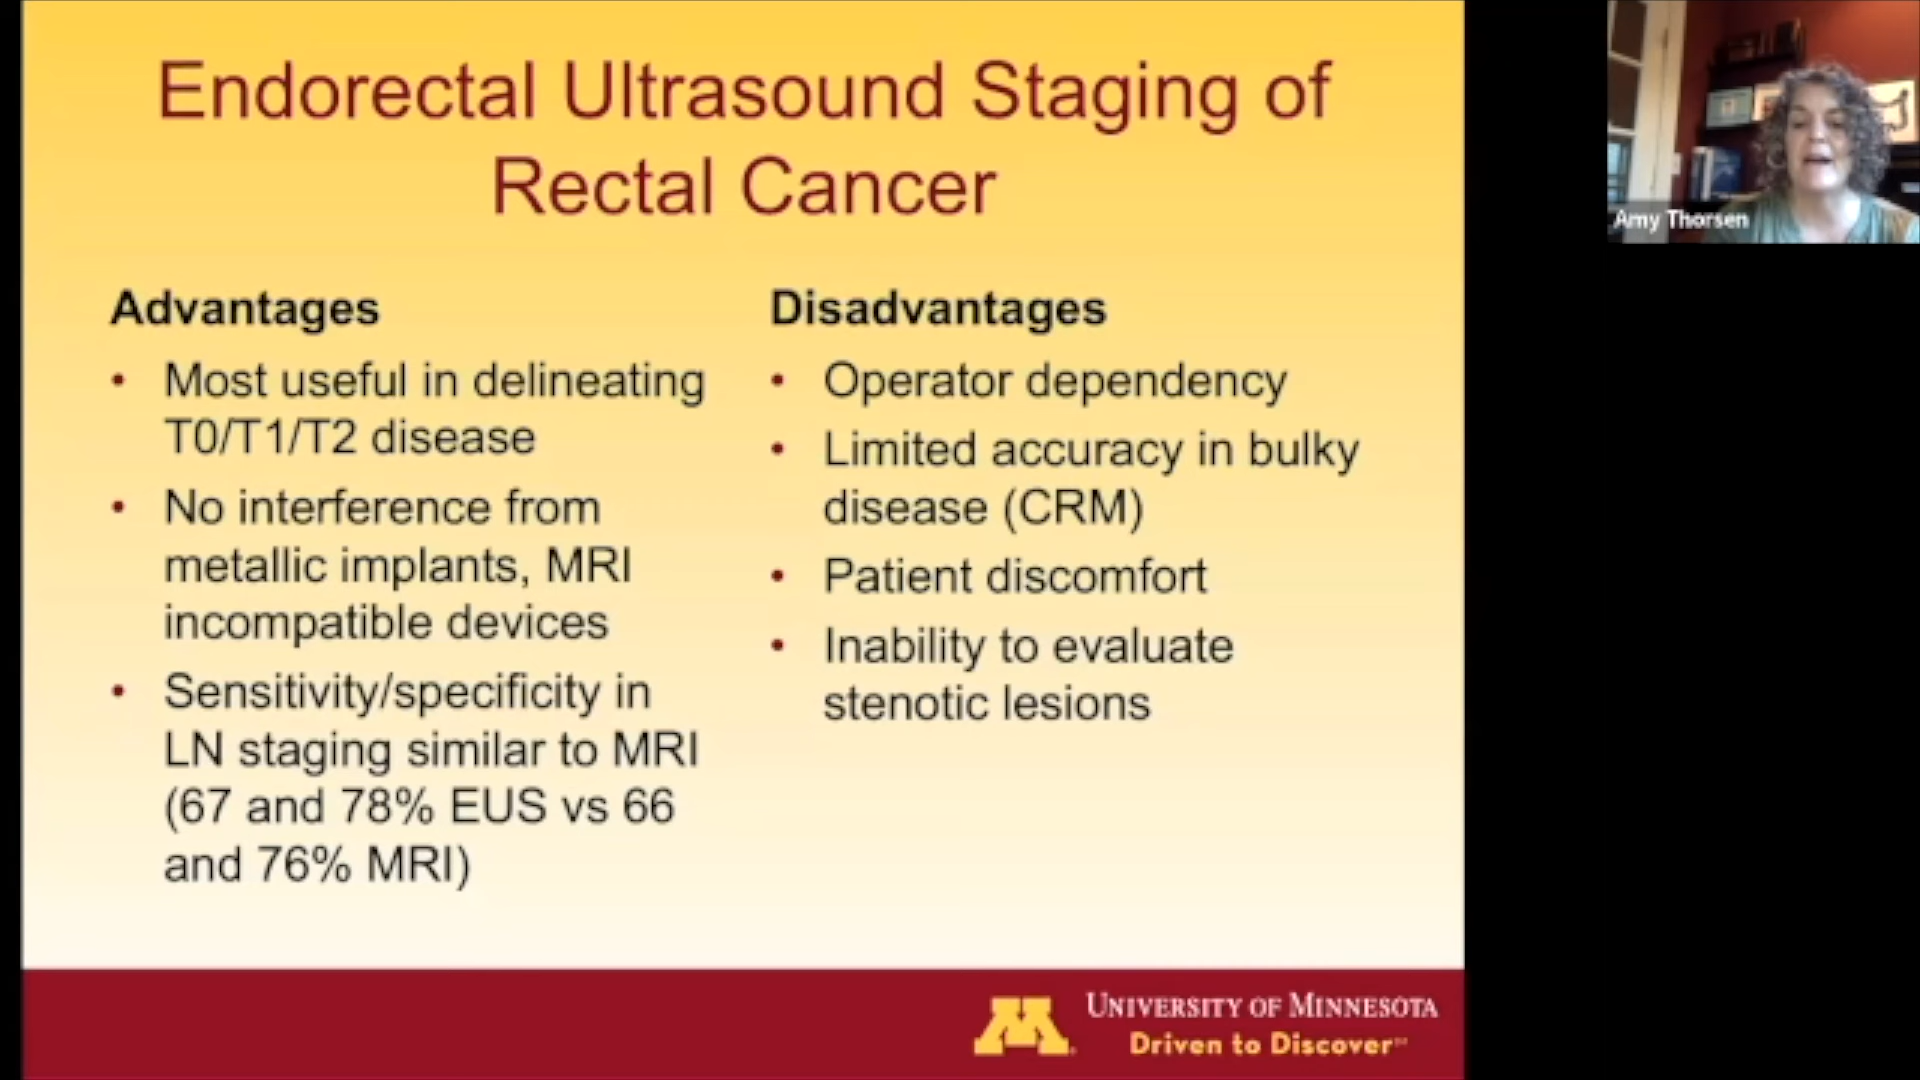 Endorectal Ultrasound Staging of
Rectal Cancer
Advantages
• Most useful in delineating
T0/T1/T2 disease
• No interference from
metallic implants, MRI
incompatible devices
• Sensitivity/specificity in
LN staging similar to MRI
(67 and 78% EUS vs 66
and 76% MRI)
Disadvantages
• Operator dependency
• Limited accuracy in bulky
disease (CRM)
• Patient discomfort
• Inability to evaluate
stenotic lesions
UNIVERSITY OF MINNESOTA
Driven to Discover℠
Amy Thorsen